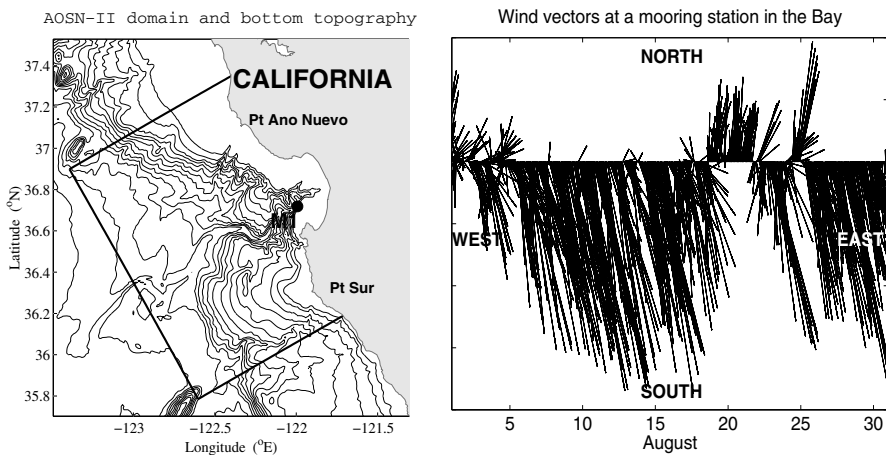 AOSN-II domain and bottom topography
37.4
37.2
37
36.8
36.6
36.4
36.2
36
35.8
Latitude (°N)
CALIFORNIA
Pt Ano Nuevo
M1
Pt Sur
−123
−122.5
−122
−121.5
Longitude (°E)
Wind vectors at a mooring station in the Bay
NORTH
WEST
EAST
SOUTH
5
10
15
20
25
30
August